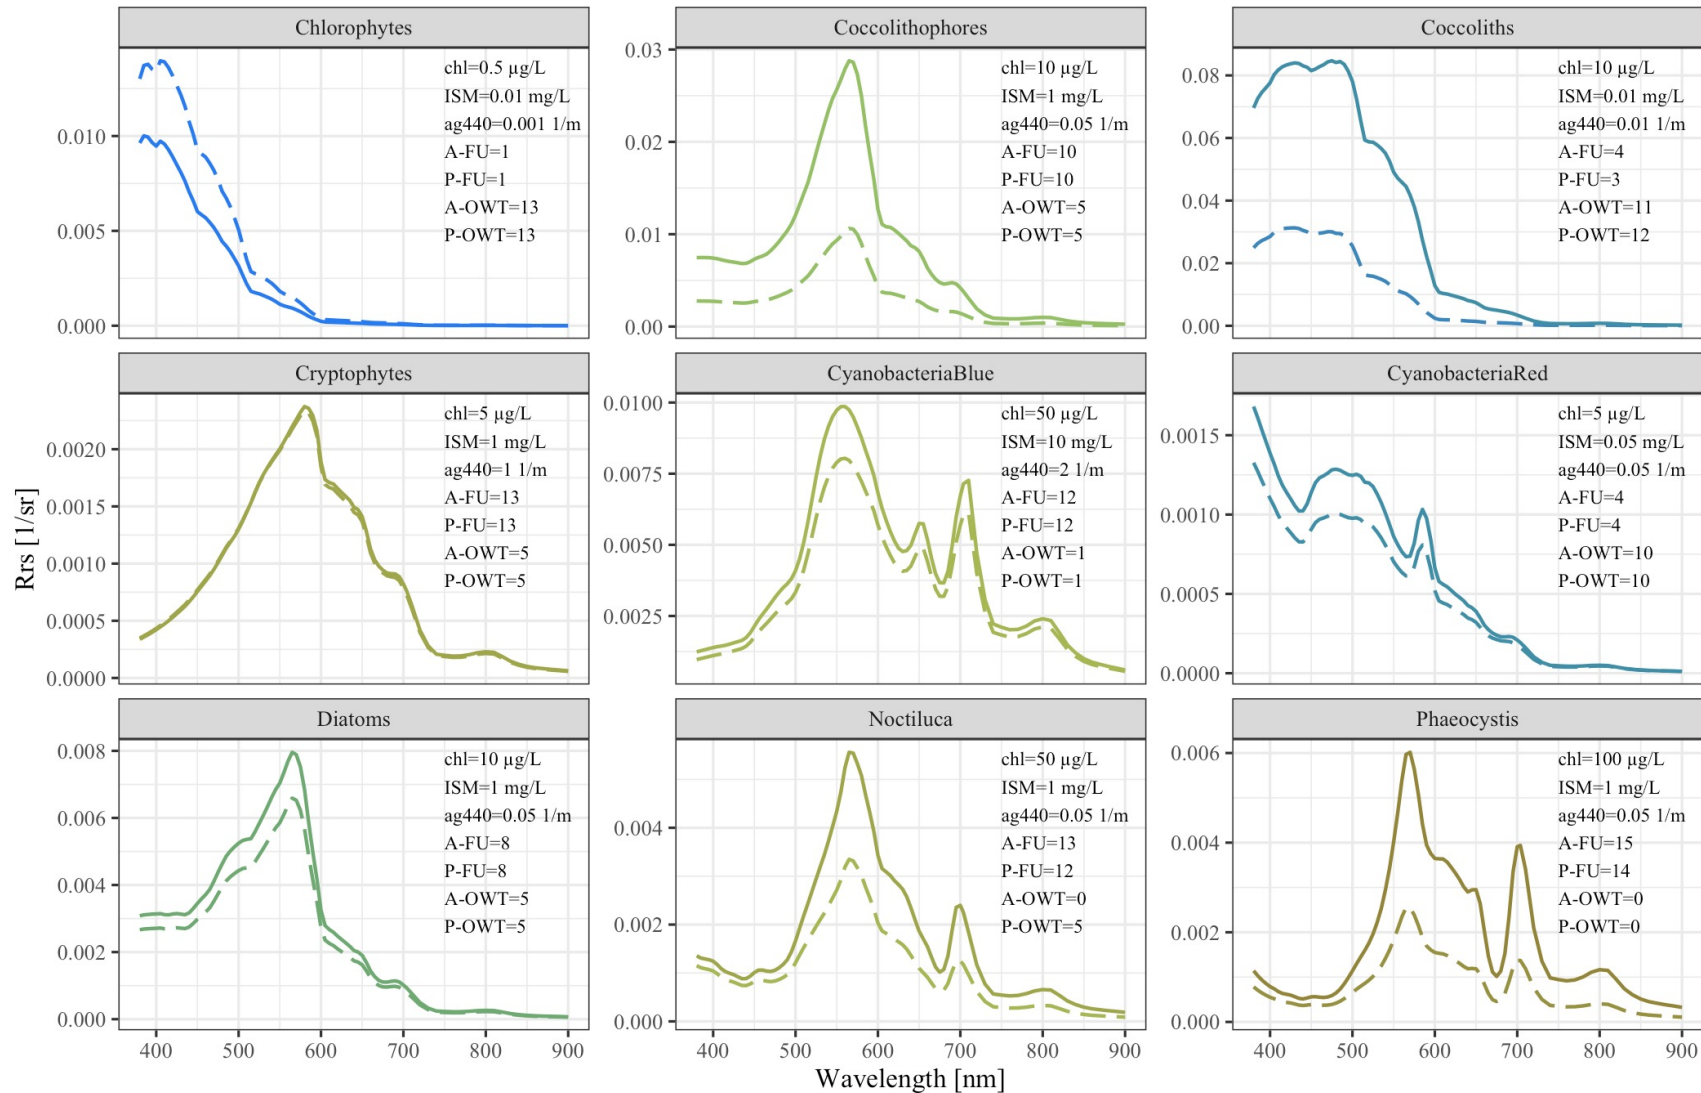 Chlorophytes
chl=0.5 µg/L
ISM=0.01 mg/L
ag440=0.001 1/m
A-FU=1
P-FU=1
A-OWT=13
P-OWT=13
0.010
0.005
0.000
Coccolithophores
chl=10 µg/L
ISM=1 mg/L
ag440=0.05 1/m
A-FU=10
P-FU=10
A-OWT=5
P-OWT=5
0.03
0.02
0.01
0.00
Coccoliths
chl=10 µg/L
ISM=0.01 mg/L
ag440=0.01 1/m
A-FU=4
P-FU=3
A-OWT=11
P-OWT=12
0.08
0.06
0.04
0.02
0.00
Rrs [1/sr]
Cryptophytes
chl=5 µg/L
ISM=1 mg/L
ag440=1 1/m
A-FU=13
P-FU=13
A-OWT=5
P-OWT=5
0.0020
0.0015
0.0010
0.0005
0.0000
CyanobacteriaBlue
chl=50 µg/L
ISM=10 mg/L
ag440=2 1/m
A-FU=12
P-FU=12
A-OWT=1
P-OWT=1
0.0100
0.0075
0.0050
0.0025
CyanobacteriaRed
chl=5 µg/L
ISM=0.05 mg/L
ag440=0.05 1/m
A-FU=4
P-FU=4
A-OWT=10
P-OWT=10
0.0015
0.0010
0.0005
0.0000
Diatoms
chl=10 µg/L
ISM=1 mg/L
ag440=0.05 1/m
A-FU=8
P-FU=8
A-OWT=5
P-OWT=5
0.008
0.006
0.004
0.002
0.000
400 500 600 700 800 900
Noctiluca
chl=50 µg/L
ISM=1 mg/L
ag440=0.05 1/m
A-FU=13
P-FU=12
A-OWT=0
P-OWT=5
0.004
0.002
0.000
400 500 600 700 800 900
Phaeocystis
chl=100 µg/L
ISM=1 mg/L
ag440=0.05 1/m
A-FU=15
P-FU=14
A-OWT=0
P-OWT=0
0.006
0.004
0.002
0.000
400 500 600 700 800 900
Wavelength [nm]